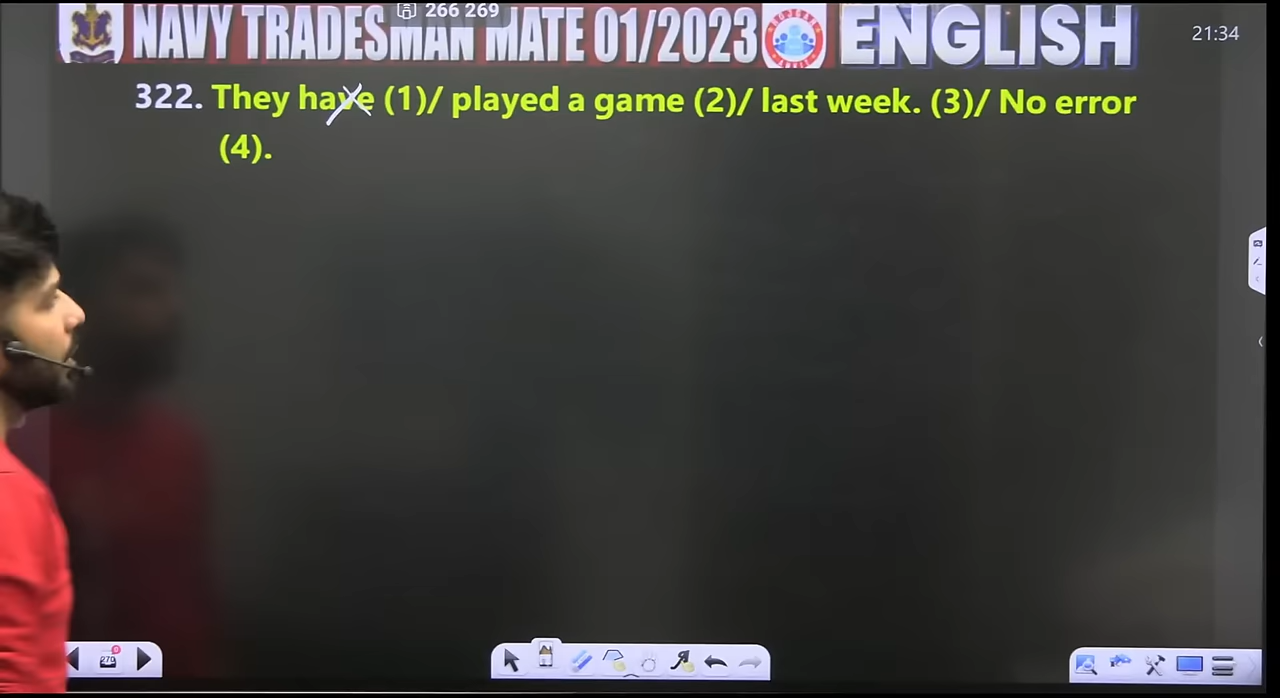 266 269
NAVY TRADESMAN MATE 01/2023 ENGLISH
21:34
322. They have (1)/ played a game (2)/ last week. (3)/ No error
(4).
270